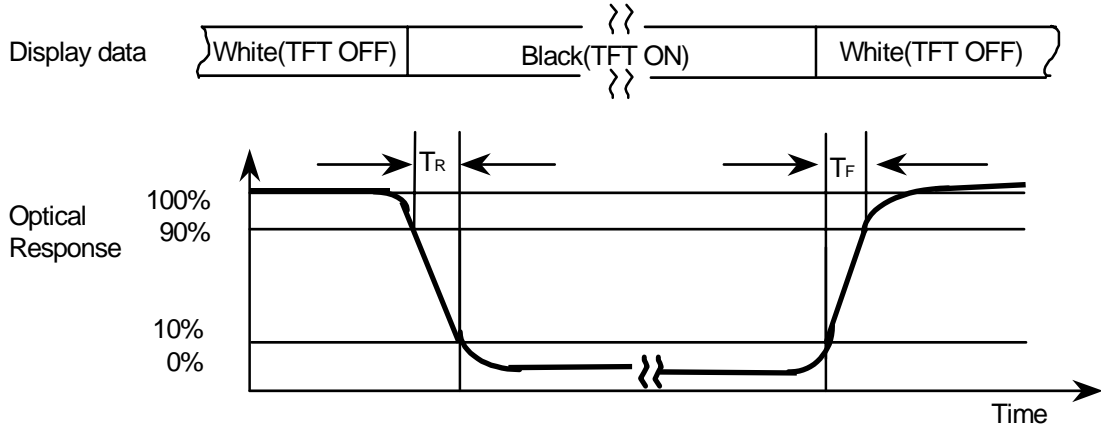 Display data
White(TFT OFF)
Black(TFT ON)
White(TFT OFF)
TR
TF
Optical
Response
100%
90%
10%
0%
Time